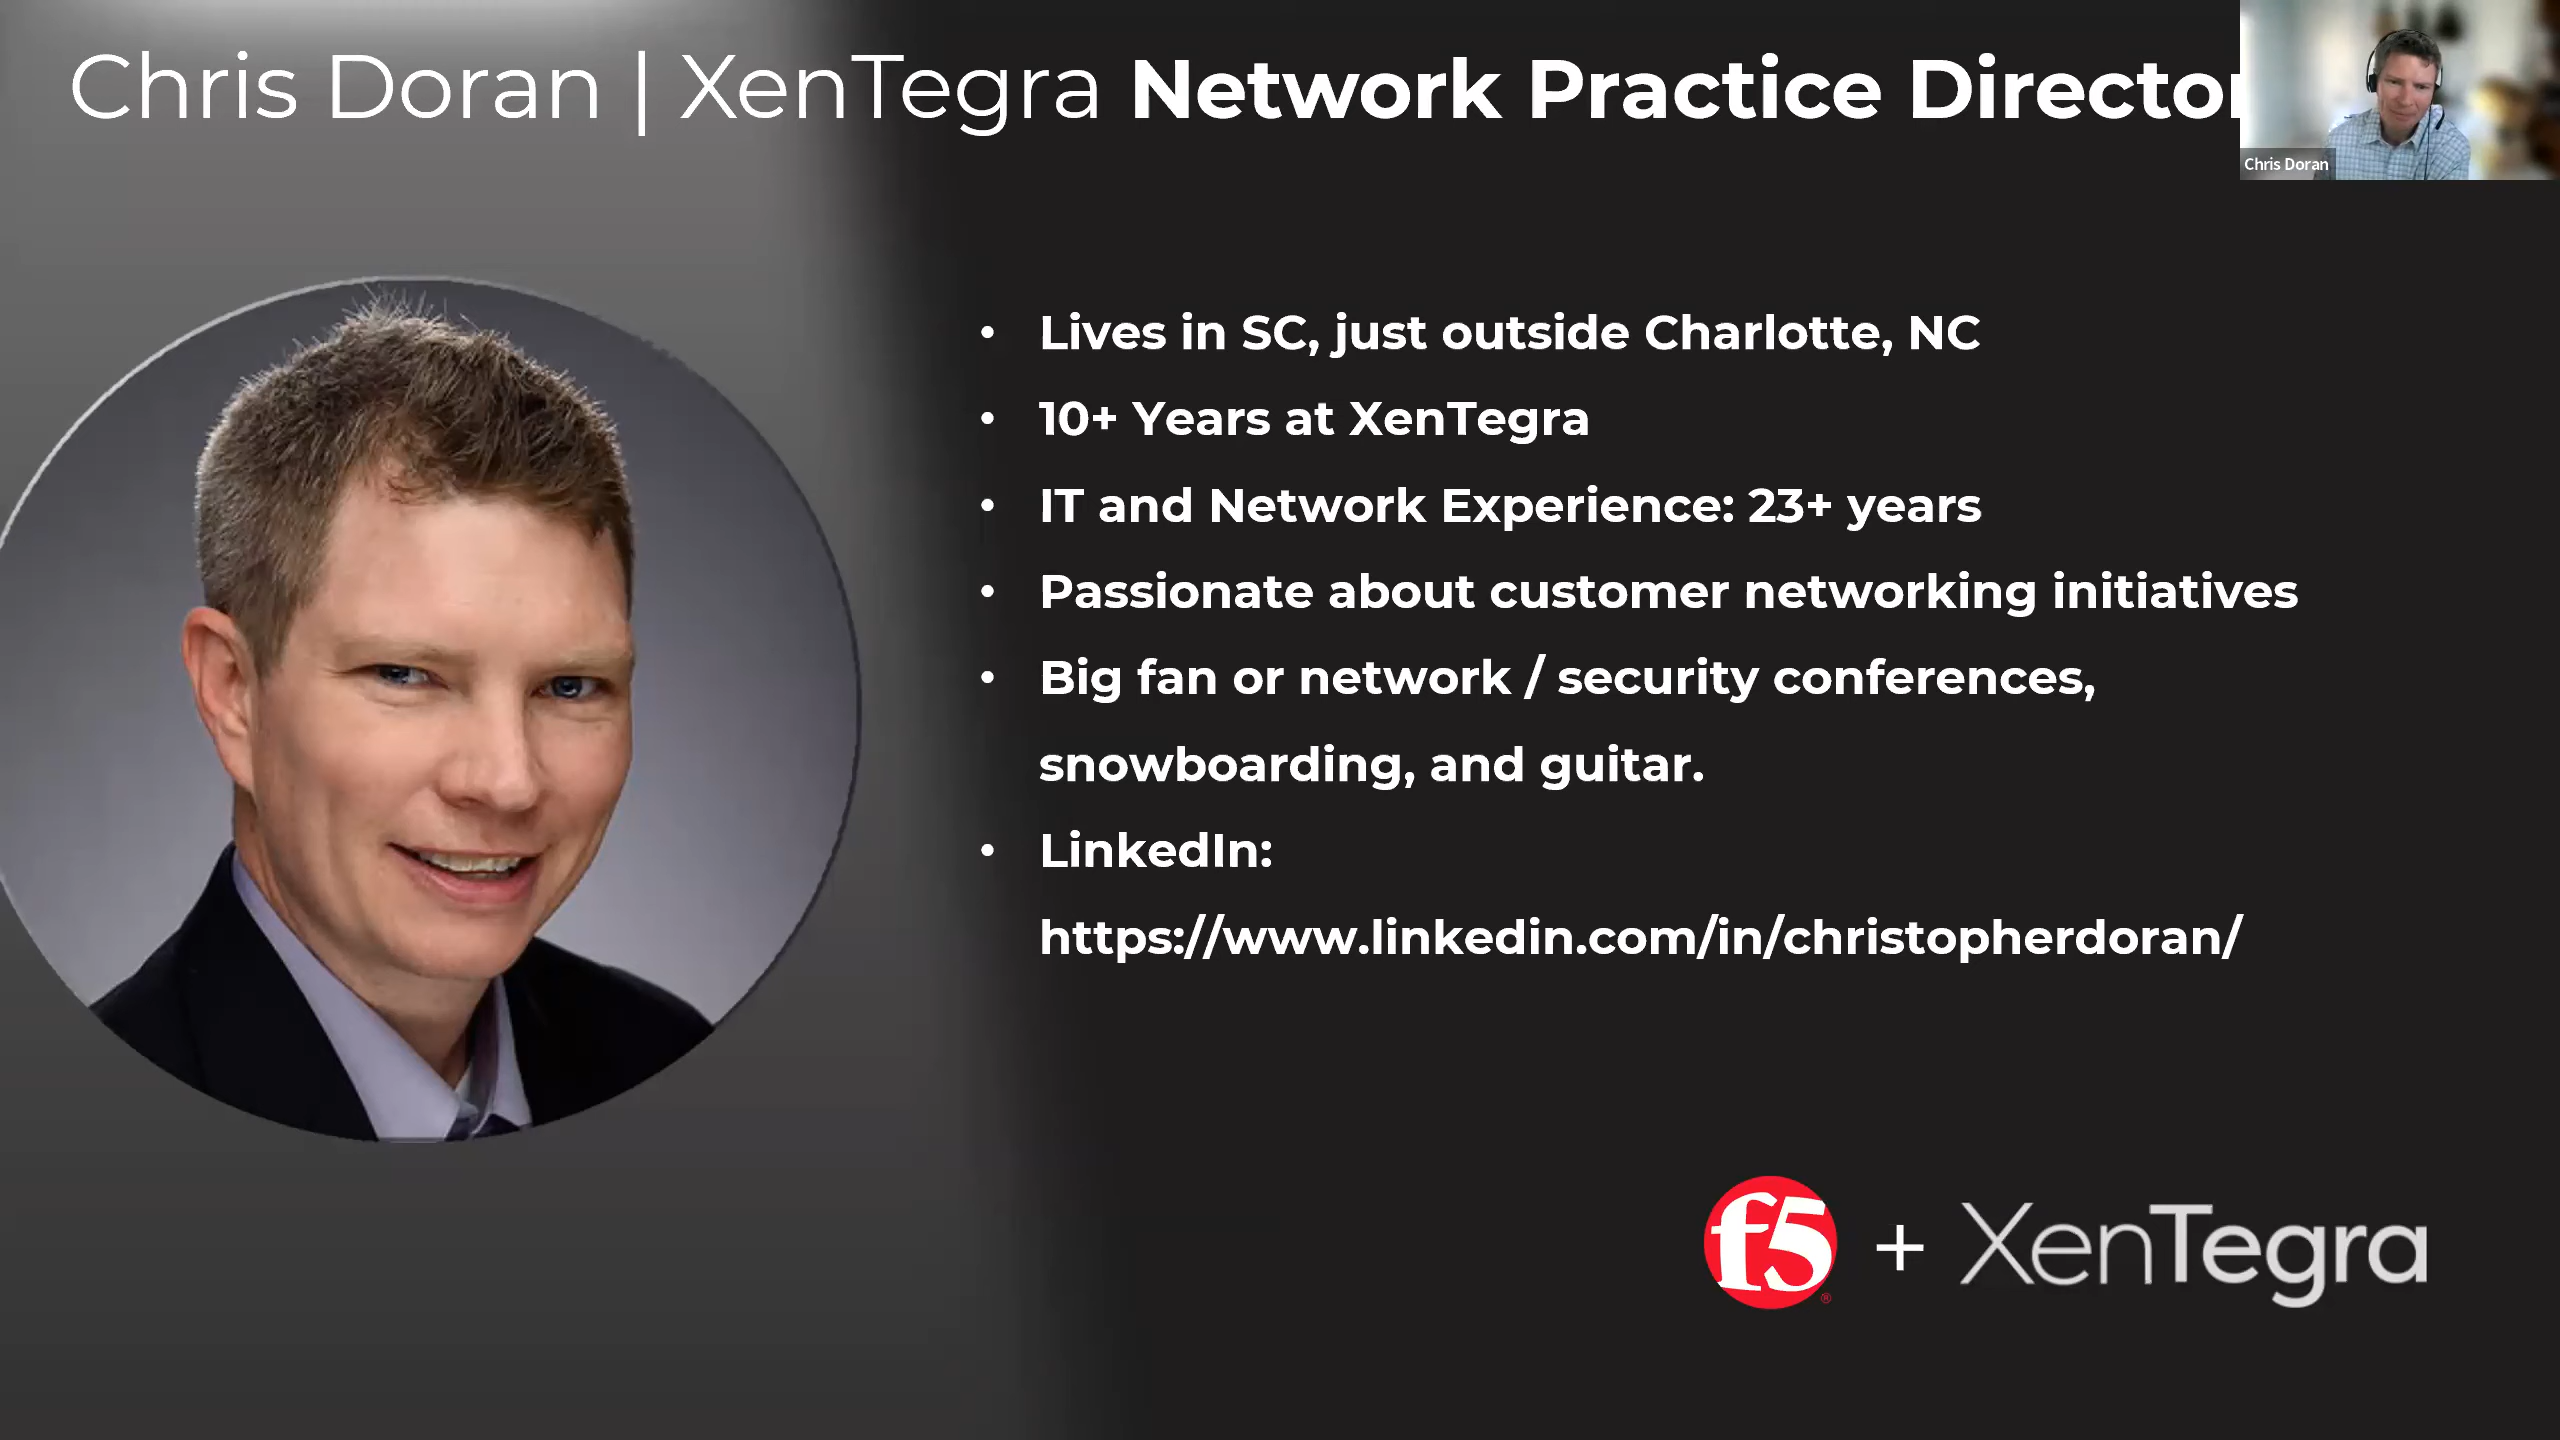 Chris Doran | XenTegra Network Practice Director
Chris Doran
• Lives in SC, just outside Charlotte, NC
• 10+ Years at XenTegra
• IT and Network Experience: 23+ years
• Passionate about customer networking initiatives
• Big fan or network / security conferences,
snowboarding, and guitar.
• LinkedIn:
https://www.linkedin.com/in/christopherdoran/
f5® + XenTegra